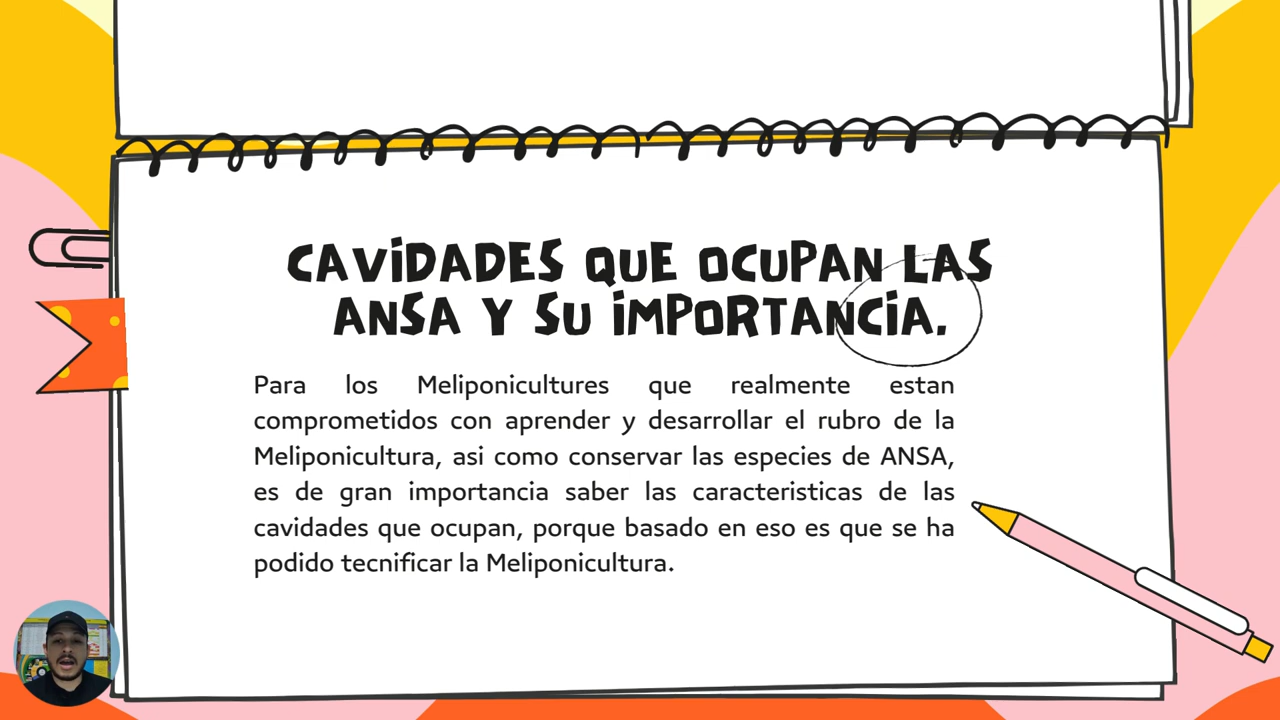 CAVIDADES QUE OCUPAN LAS
ANSA Y SU IMPORTANCIA.
Para los Meliponicultures que realmente estan
comprometidos con aprender y desarrollar el rubro de la
Meliponicultura, asi como conservar las especies de ANSA,
es de gran importancia saber las caracteristicas de las
cavidades que ocupan, porque basado en eso es que se ha
podido tecnificar la Meliponicultura.